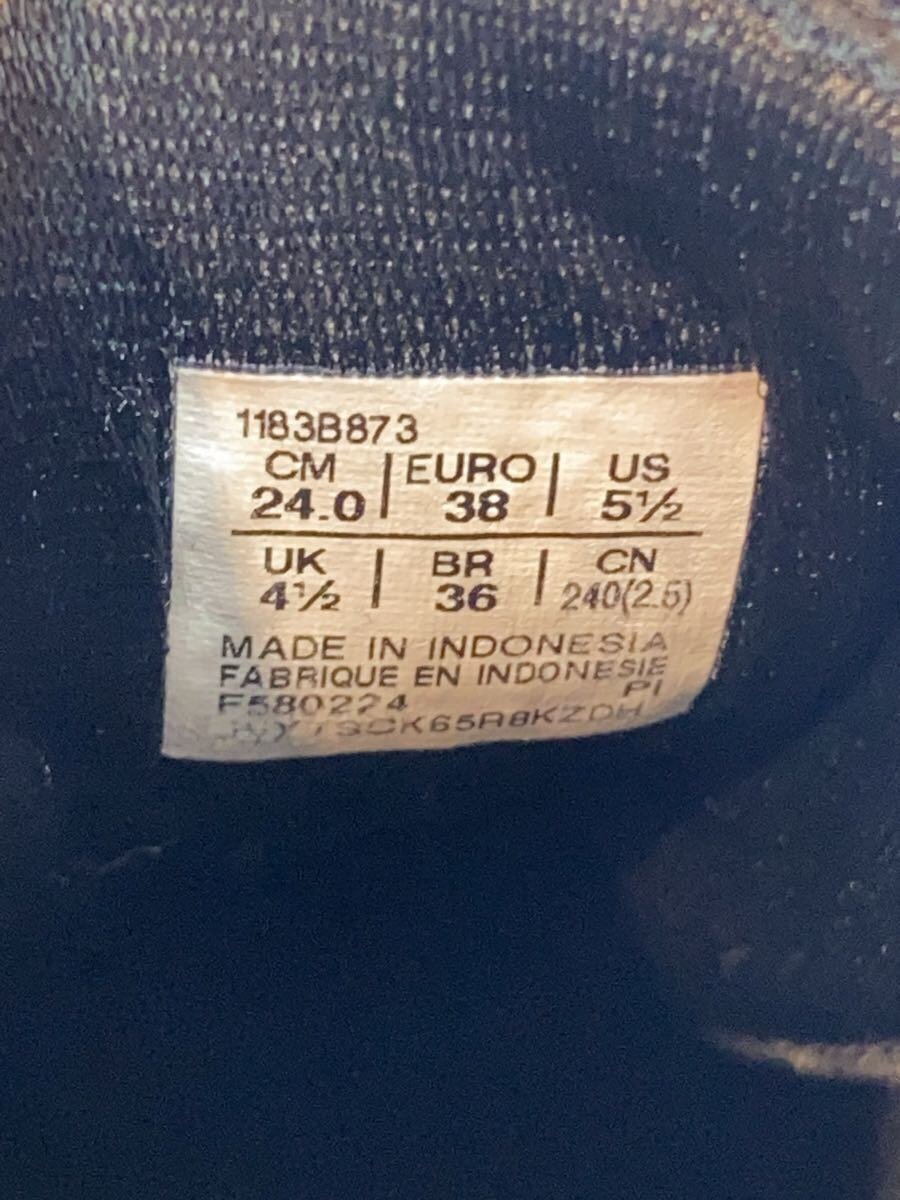 1183B873
CM | EURO | US
24.0 | 38 | 5½
UK | BR | CN
4½ | 36 | 240(2.5)
MADE IN INDONESIA
FABRIQUE EN INDONESIE
F580224 PI